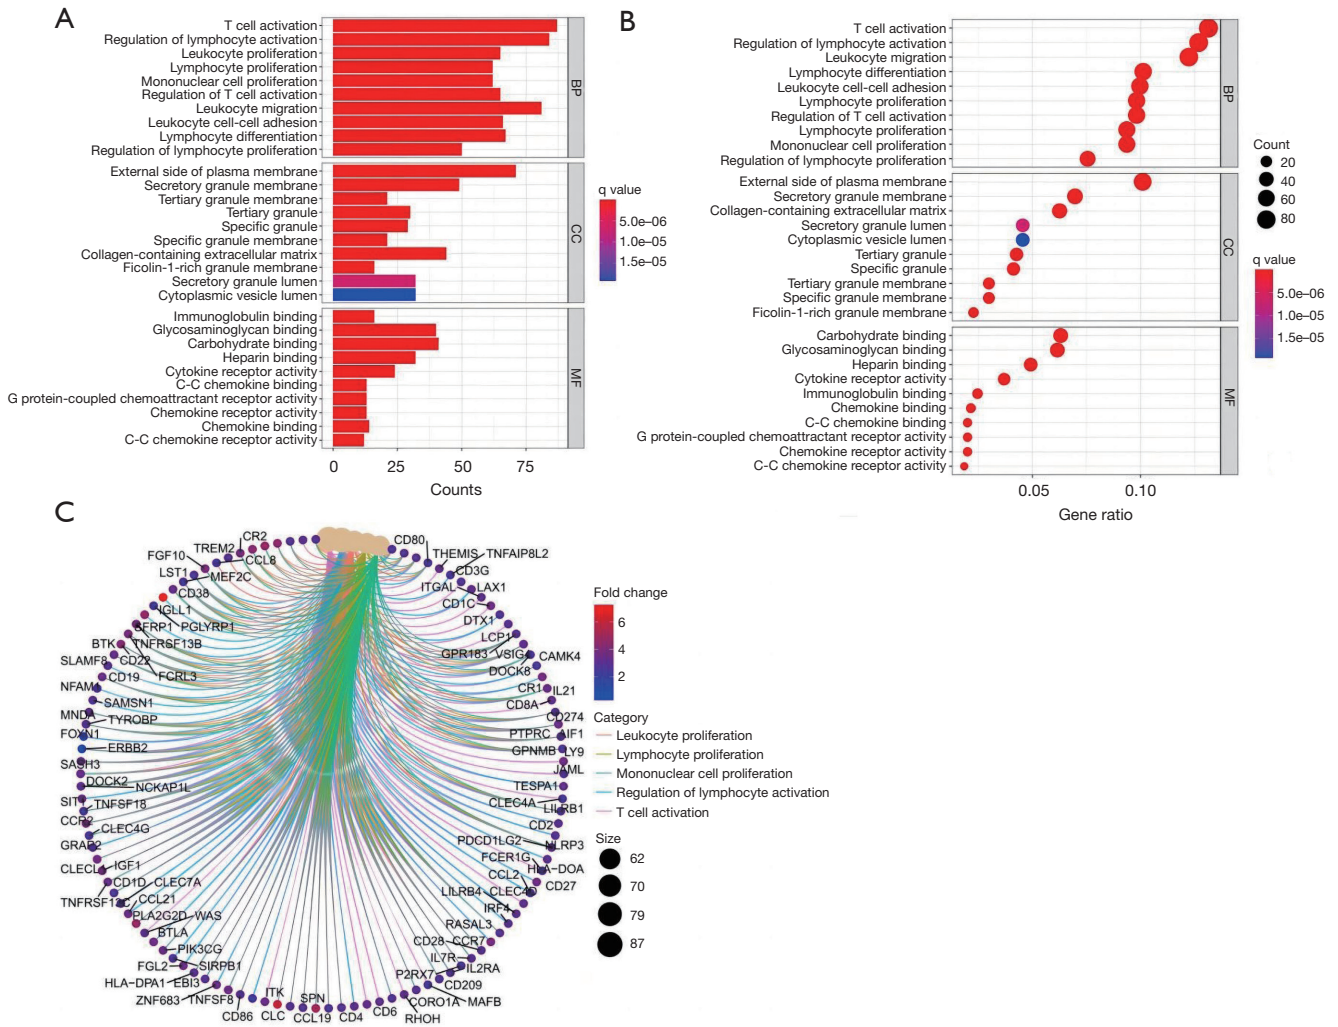 A
T cell activation
Regulation of lymphocyte activation
Leukocyte proliferation
Lymphocyte proliferation
Mononuclear cell proliferation
Regulation of T cell activation
Leukocyte migration
Leukocyte cell-cell adhesion
Lymphocyte differentiation
Regulation of lymphocyte proliferation
BP
External side of plasma membrane
Secretory granule membrane
Tertiary granule membrane
Tertiary granule
Specific granule
Specific granule membrane
Collagen-containing extracellular matrix
Ficolin-1-rich granule membrane
Secretory granule lumen
Cytoplasmic vesicle lumen
CC
Immunoglobulin binding
Glycosaminoglycan binding
Carbohydrate binding
Heparin binding
Cytokine receptor activity
C-C chemokine binding
G protein-coupled chemoattractant receptor activity
Chemokine receptor activity
Chemokine binding
C-C chemokine receptor activity
MF
0 25 50 75
Counts
q value
5.0e-06
1.0e-05
1.5e-05
B
T cell activation
Regulation of lymphocyte activation
Leukocyte migration
Lymphocyte differentiation
Leukocyte cell-cell adhesion
Lymphocyte proliferation
Regulation of T cell activation
Lymphocyte proliferation
Mononuclear cell proliferation
Regulation of lymphocyte proliferation
BP
External side of plasma membrane
Secretory granule membrane
Collagen-containing extracellular matrix
Secretory granule lumen
Cytoplasmic vesicle lumen
Tertiary granule
Specific granule
Tertiary granule membrane
Specific granule membrane
Ficolin-1-rich granule membrane
CC
Carbohydrate binding
Glycosaminoglycan binding
Heparin binding
Cytokine receptor activity
Immunoglobulin binding
Chemokine binding
C-C chemokine binding
G protein-coupled chemoattractant receptor activity
Chemokine receptor activity
C-C chemokine receptor activity
MF
0.05 0.10
Gene ratio
Count
20
40
60
80
q value
5.0e-06
1.0e-05
1.5e-05
C
CR2
TREM2
CCL8
FGF10
LST1
MEF2C
CD38
IGLL1
SFRP1 PGLYRP1
BTK TNFRSF13B
SLAMF8 CD22
CD19 FCRL3
NFAM1
SAMSN1
MNDA TYROBP
FOXN1
ERBB2
SASH3
DOCK2
NCKAP1L
SIT1 TNFSF18
CCR2
CLEC4G
GRAP2
CLECL1 IGF1
CD1D CLEC7A
TNFRSF13C CCL21
PLA2G2D WAS
BTLA
PIK3CG
FGL2 SIRPB1
HLA-DPA1 EBI3
ZNF683 TNFSF8
CD86
ITK
CLC
SPN
CCL19
CD4
CD6
RHOH
CORO1A
MAFB
CD209
P2RX7
IL2RA
IL7R
CD28 CCR7
RASAL3
IRF4
LILRB4 CLEC4D
CCL2
CD27
HLA-DOA
FCER1G
PDCD1LG2 NLRP3
CD2
LILRB1
CLEC4A
TESPA1
JAML
GPNMB LY9
PTPRC AIF1
CD274
CD8A
CR1 IL21
DOCK8
CAMK4
GPR183 VSIG4
LCP1
DTX1
CD1C
ITGAL LAX1
CD3G
THEMIS TNFAIP8L2
CD80
Fold change
6
4
2
Category
Leukocyte proliferation
Lymphocyte proliferation
Mononuclear cell proliferation
Regulation of lymphocyte activation
T cell activation
Size
62
70
79
87